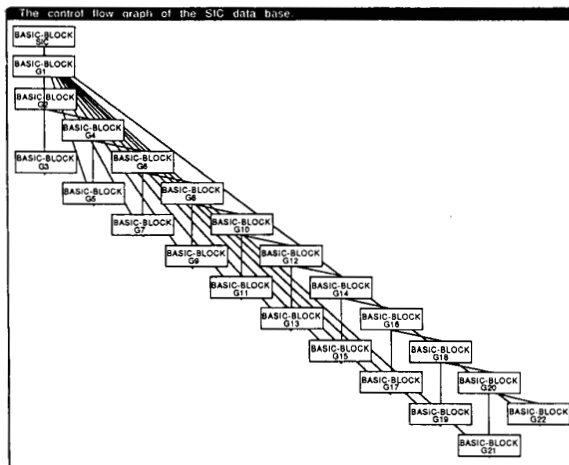 The control flow graph of the SIC data base.
BASIC-BLOCK
SIC
BASIC-BLOCK
G1
BASIC-BLOCK
G2
BASIC-BLOCK
G4
BASIC-BLOCK
G3
BASIC-BLOCK
G6
BASIC-BLOCK
G5
BASIC-BLOCK
G8
BASIC-BLOCK
G7
BASIC-BLOCK
G10
BASIC-BLOCK
G9
BASIC-BLOCK
G12
BASIC-BLOCK
G11
BASIC-BLOCK
G14
BASIC-BLOCK
G13
BASIC-BLOCK
G16
BASIC-BLOCK
G15
BASIC-BLOCK
G18
BASIC-BLOCK
G17
BASIC-BLOCK
G20
BASIC-BLOCK
G19
BASIC-BLOCK
G22
BASIC-BLOCK
G21